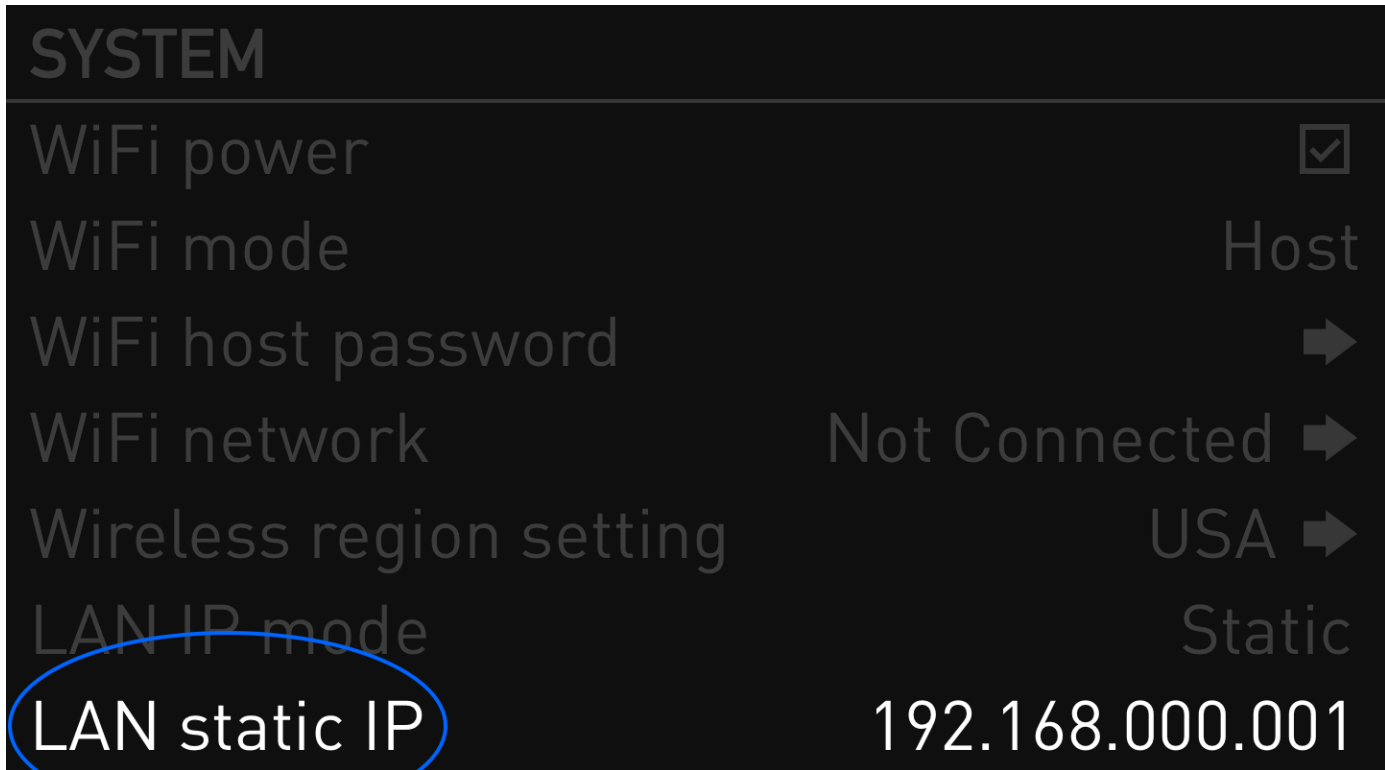 SYSTEM
WiFi power
WiFi mode Host
WiFi host password
WiFi network Not Connected
Wireless region setting USA
LAN IP mode Static
LAN static IP 192.168.000.001